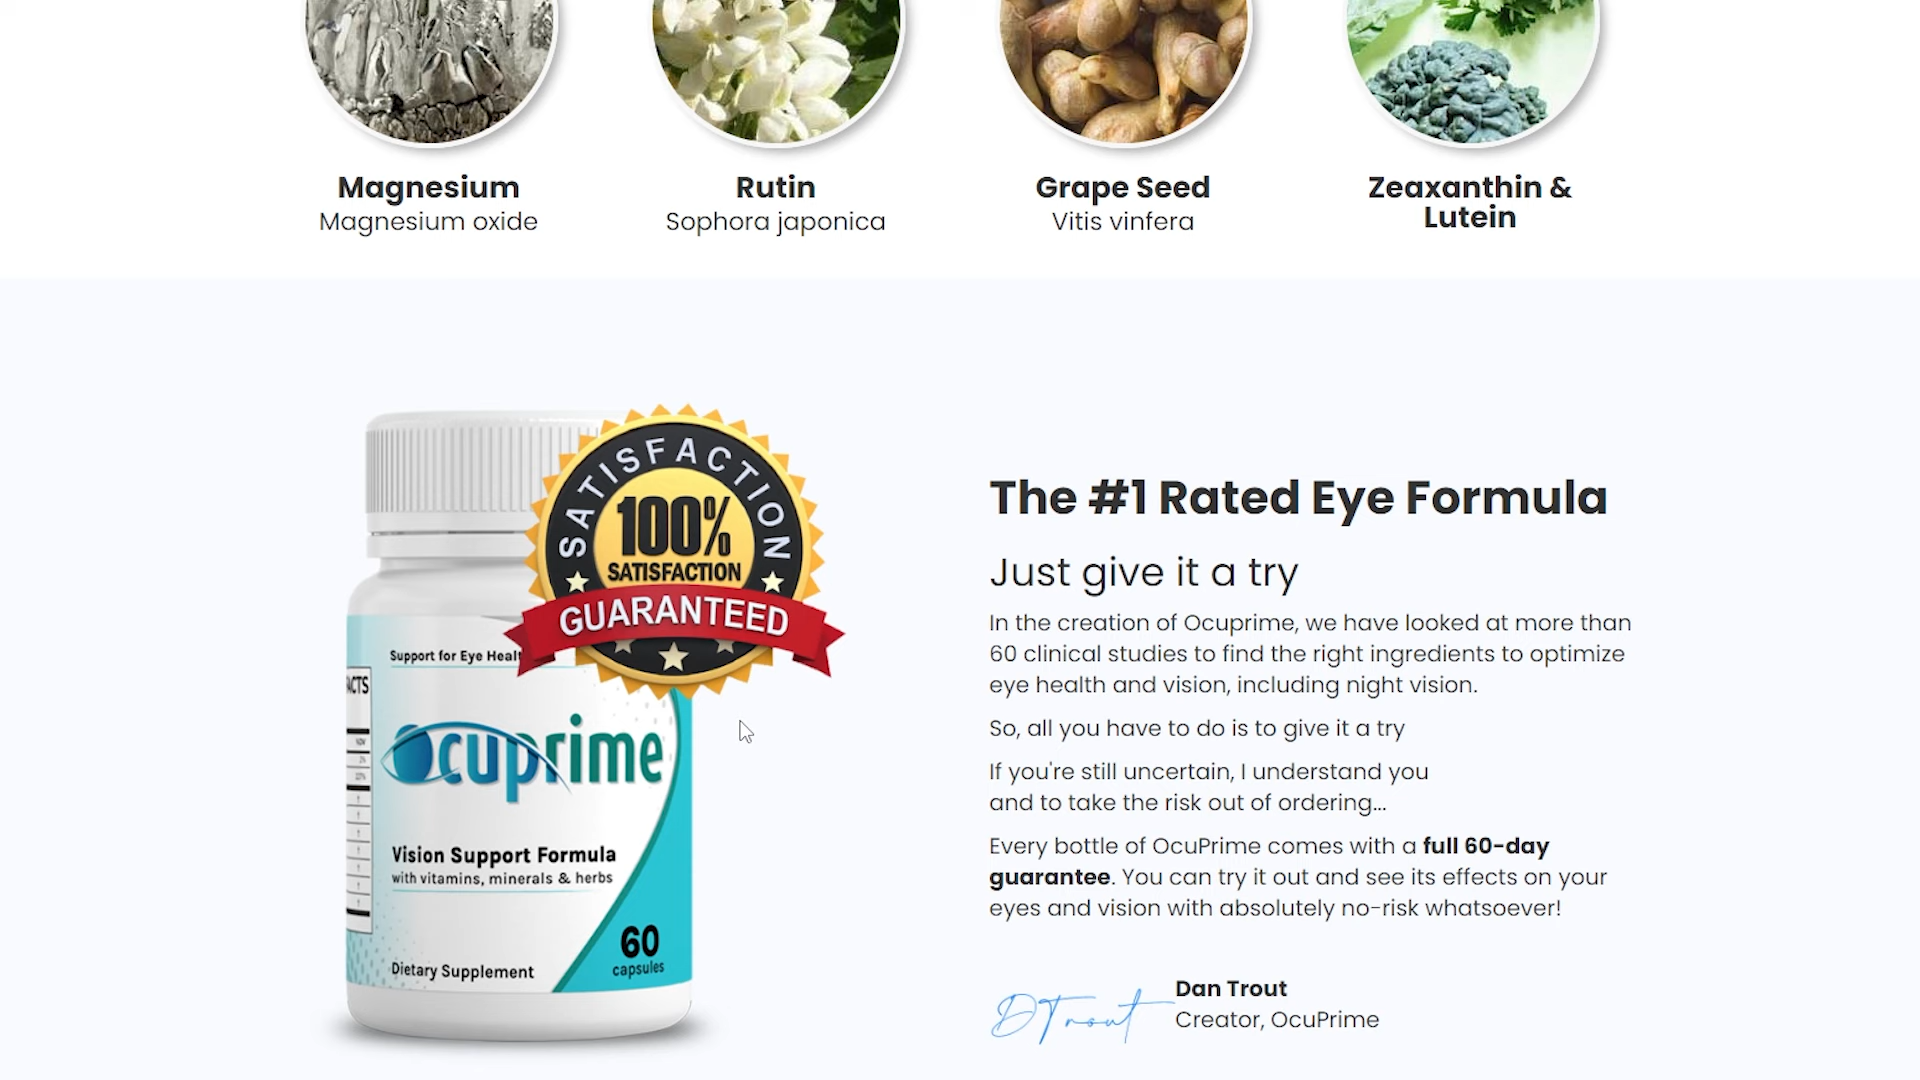 Magnesium
Magnesium oxide
Rutin
Sophora japonica
Grape Seed
Vitis vinfera
Zeaxanthin &
Lutein
SATISFACTION
100%
SATISFACTION
GUARANTEED
Support for Eye Healt
ACTS
Ocuprime
Vision Support Formula
with vitamins, minerals & herbs
60
capsules
Dietary Supplement
The #1 Rated Eye Formula
Just give it a try
In the creation of Ocuprime, we have looked at more than
60 clinical studies to find the right ingredients to optimize
eye health and vision, including night vision.
So, all you have to do is to give it a try
If you're still uncertain, I understand you
and to take the risk out of ordering...
Every bottle of OcuPrime comes with a full 60-day
guarantee. You can try it out and see its effects on your
eyes and vision with absolutely no-risk whatsoever!
DTrout
Dan Trout
Creator, OcuPrime